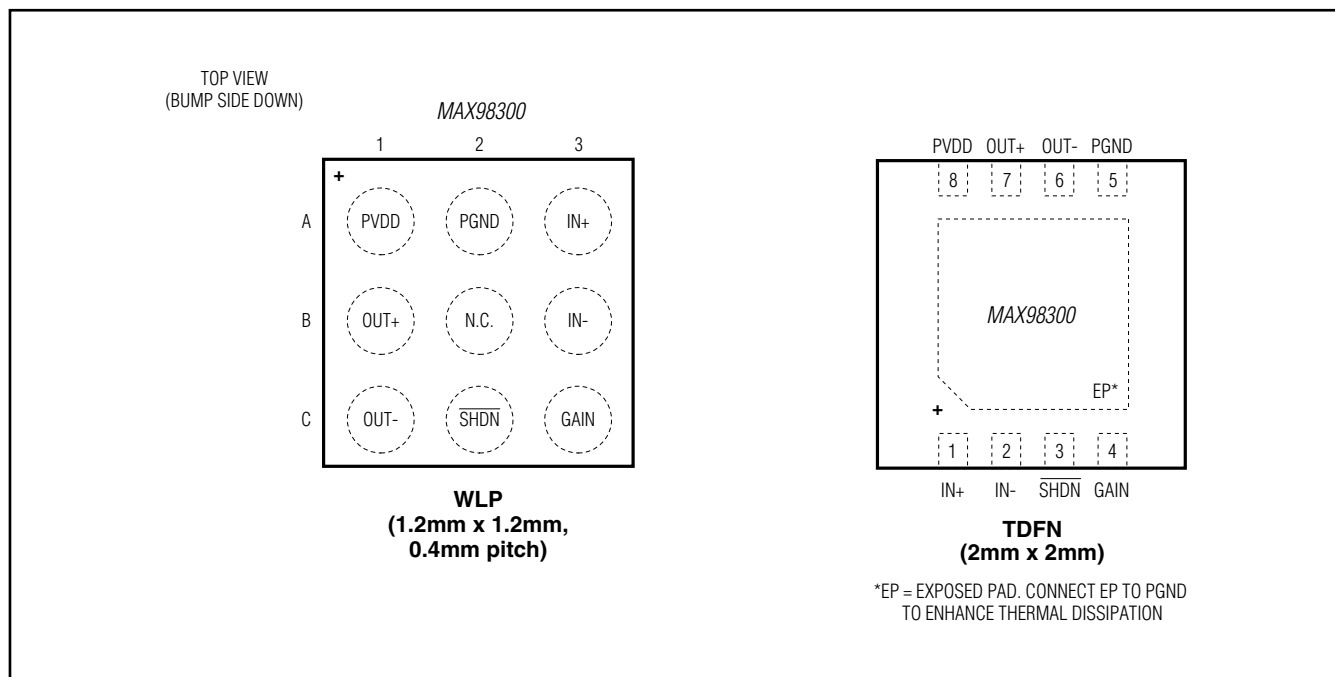 TOP VIEW
(BUMP SIDE DOWN)
MAX98300
1 2 3
+
A PVDD PGND IN+
B OUT+ N.C. IN-
C OUT- SHDN GAIN
WLP
(1.2mm x 1.2mm,
0.4mm pitch)
PVDD OUT+ OUT- PGND
8 7 6 5
MAX98300
EP*
+
1 2 3 4
IN+ IN- SHDN GAIN
TDFN
(2mm x 2mm)
*EP = EXPOSED PAD. CONNECT EP TO PGND
TO ENHANCE THERMAL DISSIPATION